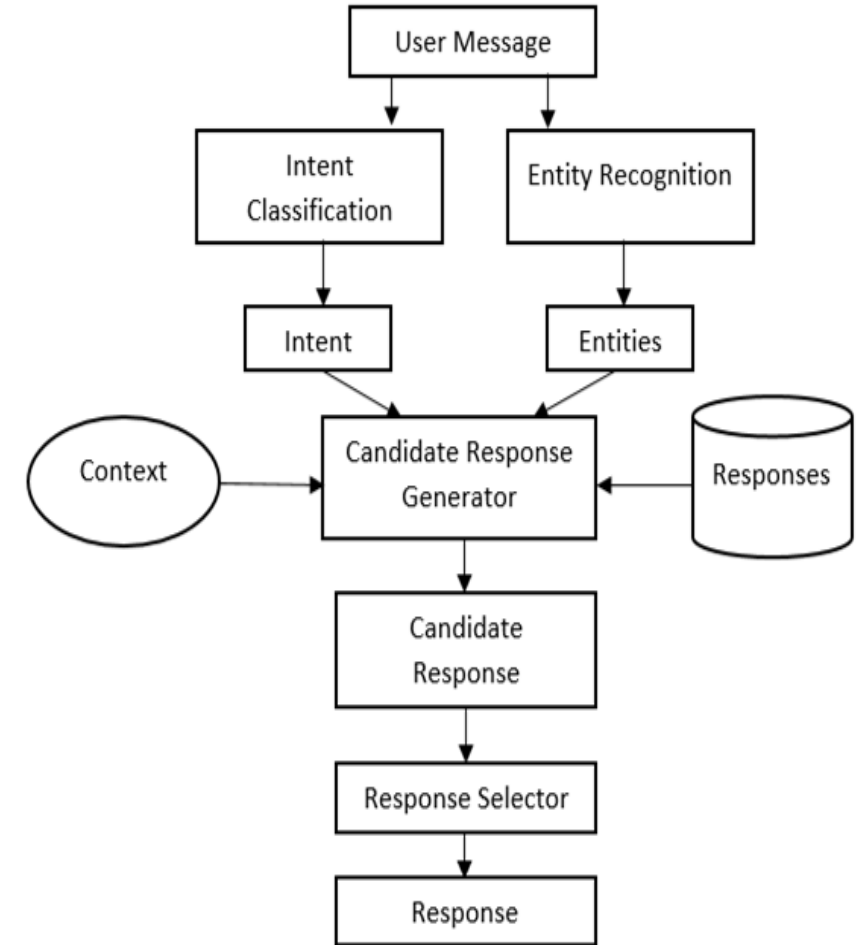 User Message
Intent
Classification
Entity Recognition
Intent
Entities
Context
Candidate Response
Generator
Responses
Candidate
Response
Response Selector
Response